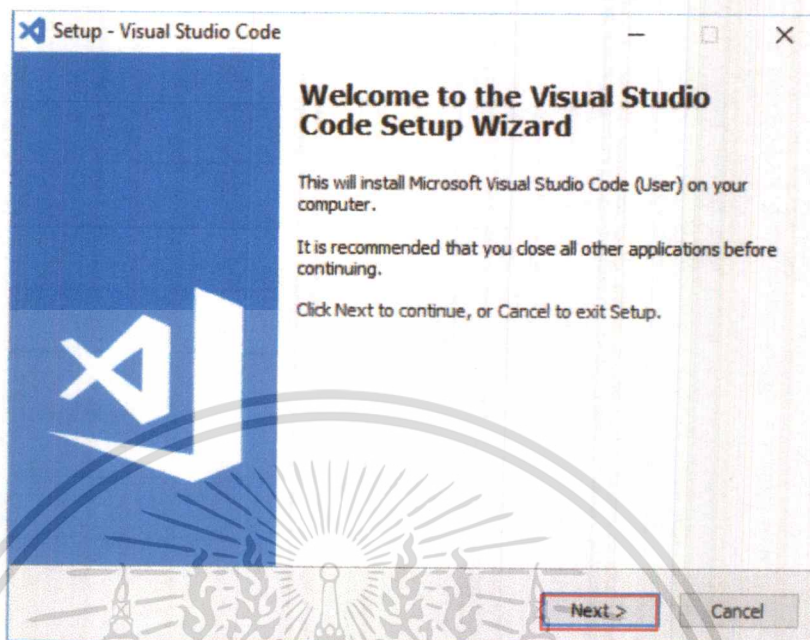 Setup - Visual Studio Code
Welcome to the Visual Studio
Code Setup Wizard
This will install Microsoft Visual Studio Code (User) on your
computer.
It is recommended that you close all other applications before
continuing.
Click Next to continue, or Cancel to exit Setup.
Next >
Cancel